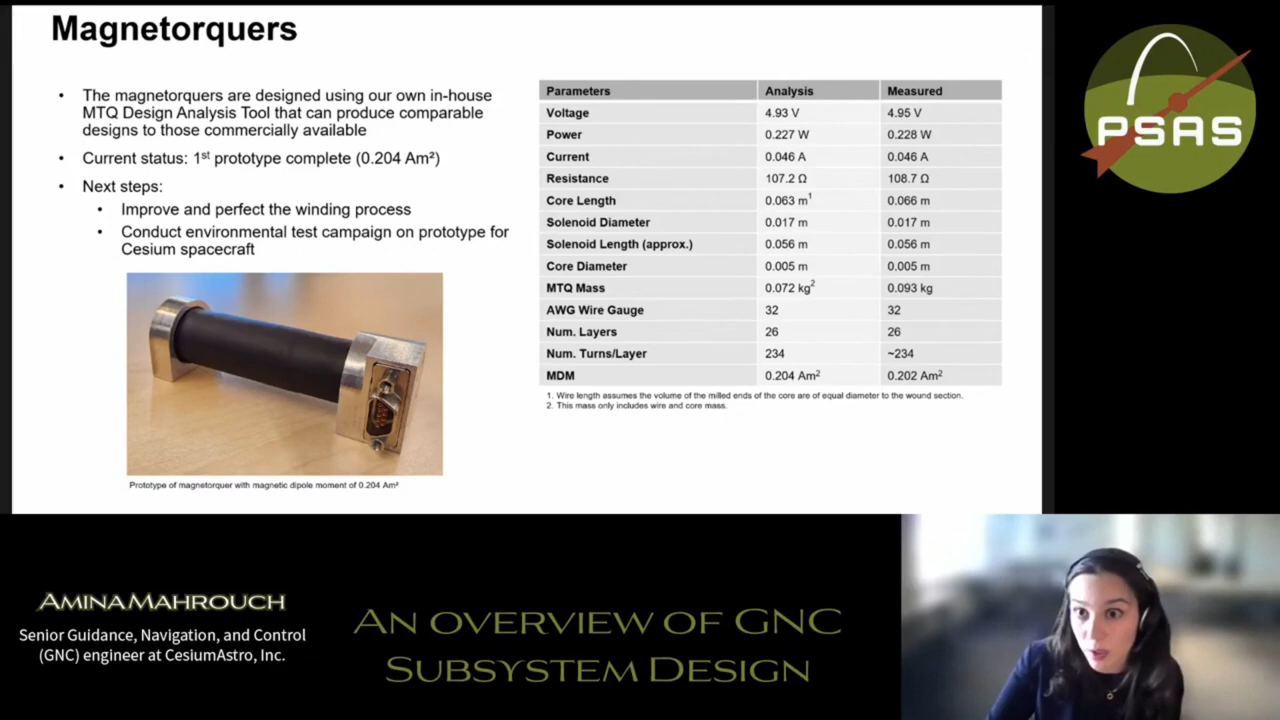 Magnetorquers
• The magnetorquers are designed using our own in-house
MTQ Design Analysis Tool that can produce comparable
designs to those commercially available
• Current status: 1st prototype complete (0.204 Am²)
• Next steps:
• Improve and perfect the winding process
• Conduct environmental test campaign on prototype for
Cesium spacecraft
Prototype of magnetorquer with magnetic dipole moment of 0.204 Am²
Parameters Analysis Measured
Voltage 4.93 V 4.95 V
Power 0.227 W 0.228 W
Current 0.046 A 0.046 A
Resistance 107.2 Ω 108.7 Ω
Core Length 0.063 m¹ 0.066 m
Solenoid Diameter 0.017 m 0.017 m
Solenoid Length (approx.) 0.056 m 0.056 m
Core Diameter 0.005 m 0.005 m
MTQ Mass 0.072 kg² 0.093 kg
AWG Wire Gauge 32 32
Num. Layers 26 26
Num. Turns/Layer 234 ~234
MDM 0.204 Am² 0.202 Am²
1. Wire length assumes the volume of the milled ends of the core are of equal diameter to the wound section.
2. This mass only includes wire and core mass.
PSAS
Amina Mahrouch
Senior Guidance, Navigation, and Control
(GNC) engineer at CesiumAstro, Inc.
An overview of GNC
Subsystem Design